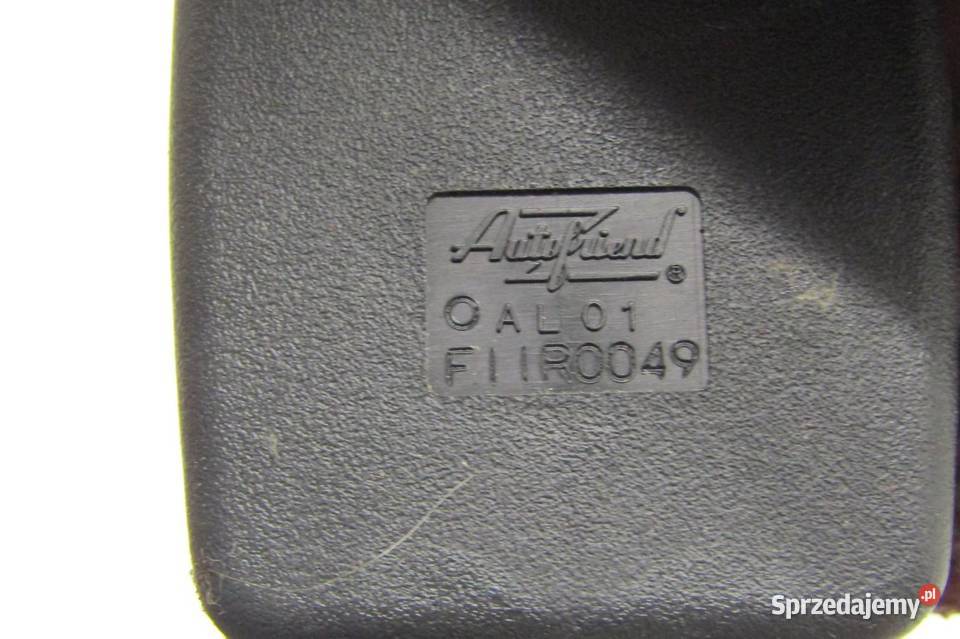 AutoFriend®
AL 01
F11R0049
Sprzedajemy.pl